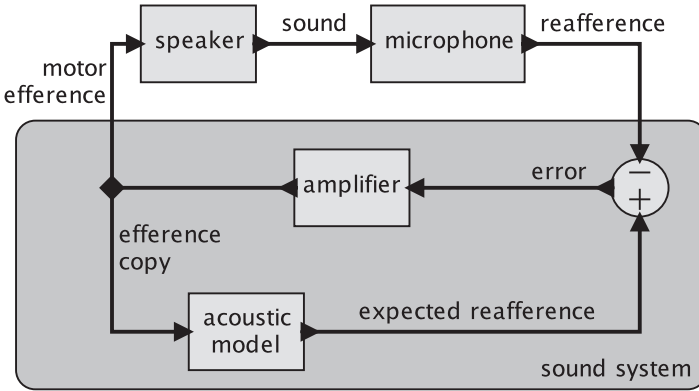 speaker
sound
microphone
reafference
motor
efference
amplifier
error
−
+
efference
copy
acoustic
model
expected reafference
sound system